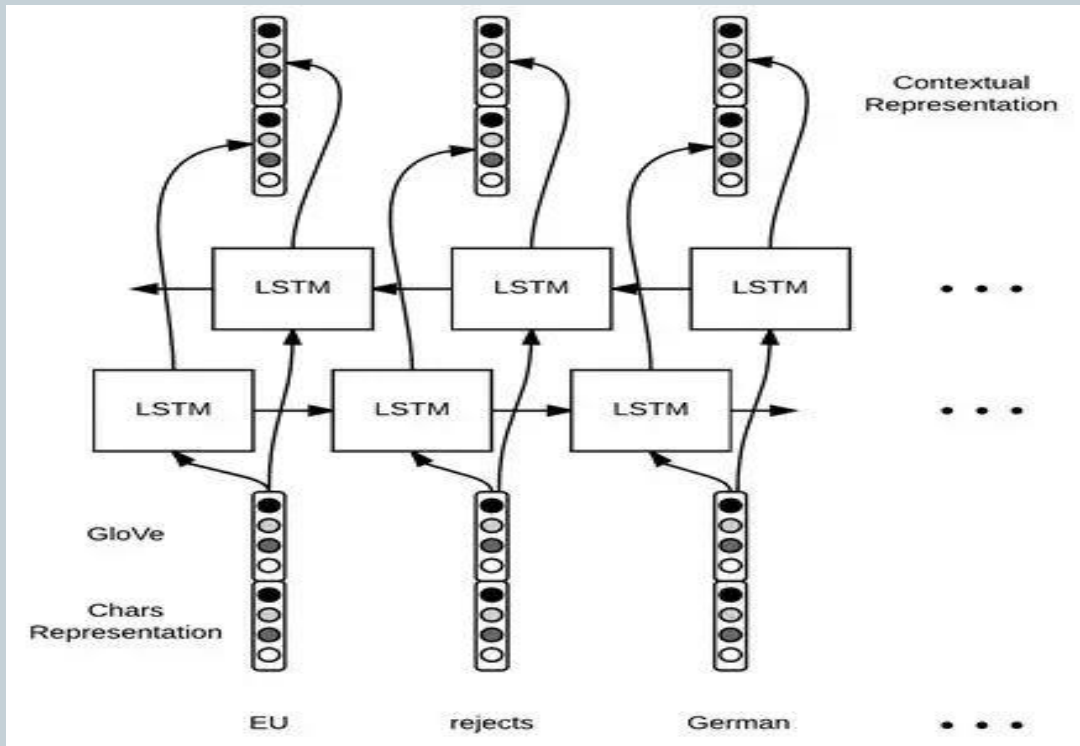 Contextual
Representation
LSTM
LSTM
LSTM
• • •
LSTM
LSTM
LSTM
• • •
GloVe
Chars
Representation
EU
rejects
German
• • •